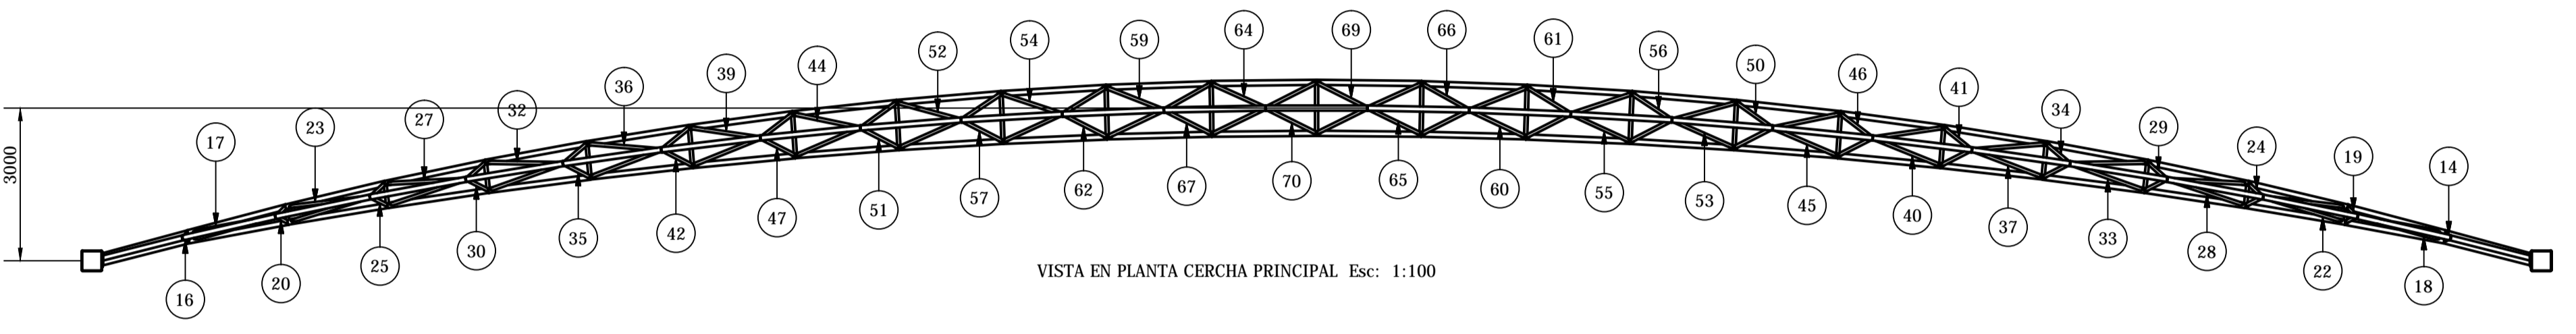 17 23 27 32 36 39 44 52 54 59 64 69 66 61 56 50 46 41 34 29 24 19 14
3000
16 20 25 30 35 42 47 51 57 62 67 70 65 60 55 53 45 40 37 33 28 22 18
VISTA EN PLANTA CERCHA PRINCIPAL Esc: 1:100